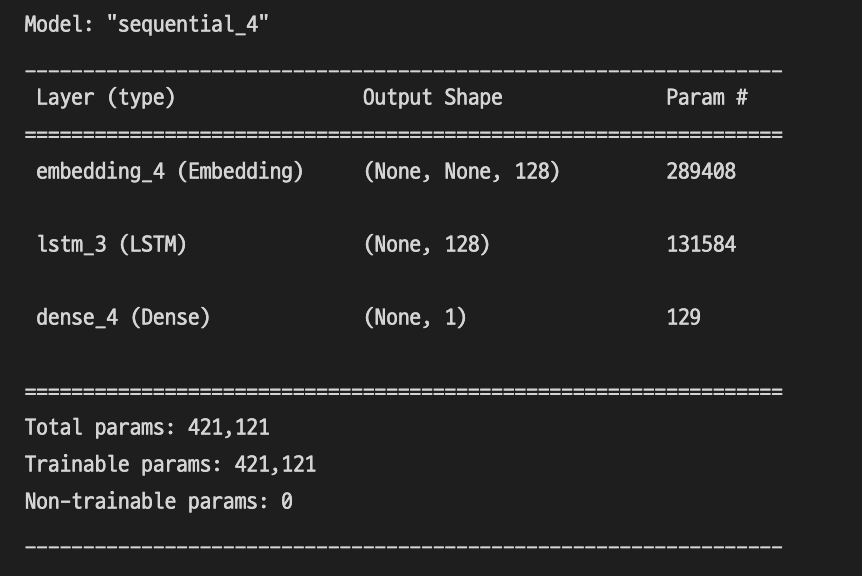 Model: "sequential_4"
_________________________________________________________________
Layer (type) Output Shape Param #
=================================================================
embedding_4 (Embedding) (None, None, 128) 289408
lstm_3 (LSTM) (None, 128) 131584
dense_4 (Dense) (None, 1) 129
=================================================================
Total params: 421,121
Trainable params: 421,121
Non-trainable params: 0
_________________________________________________________________